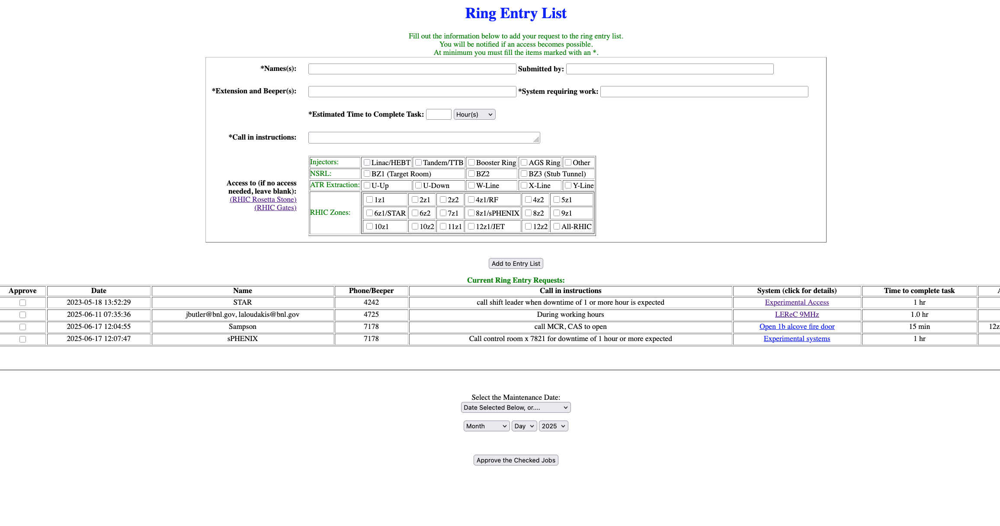 Ring Entry List
Fill out the information below to add your request to the ring entry list.
You will be notified if an access becomes possible.
At minimum you must fill the items marked with an *.
*Names(s): Submitted by:
*Extension and Beeper(s): *System requiring work:
*Estimated Time to Complete Task: Hour(s)
*Call in instructions:
Access to (if no access
needed, leave blank):
(RHIC Rosetta Stone)
(RHIC Gates)
Injectors: Linac/HEBT Tandem/TTB Booster Ring AGS Ring Other
NSRL: BZ1 (Target Room) BZ2 BZ3 (Stub Tunnel)
ATR Extraction: U-Up U-Down W-Line X-Line Y-Line
RHIC Zones:
1z1 2z1 2z2 4z1/RF 4z2 5z1
6z1/STAR 6z2 7z1 8z1/sPHENIX 8z2 9z1
10z1 10z2 11z1 12z1/JET 12z2 All-RHIC
Add to Entry List
Current Ring Entry Requests:
Approve Date Name Phone/Beeper Call in instructions System (click for details) Time to complete task
2023-05-18 13:52:29 STAR 4242 call shift leader when downtime of 1 or more hour is expected Experimental Access 1 hr
2025-06-11 07:35:36 jbutler@bnl.gov, laloudakis@bnl.gov 4725 During working hours LEReC 9MHz 1.0 hr
2025-06-17 12:04:55 Sampson 7178 call MCR, CAS to open Open 1b alcove fire door 15 min 12z
2025-06-17 12:07:47 sPHENIX 7178 Call control room x 7821 for downtime of 1 hour or more expected Experimental systems 1 hr
Select the Maintenance Date:
Date Selected Below, or....
Month Day 2025
Approve the Checked Jobs